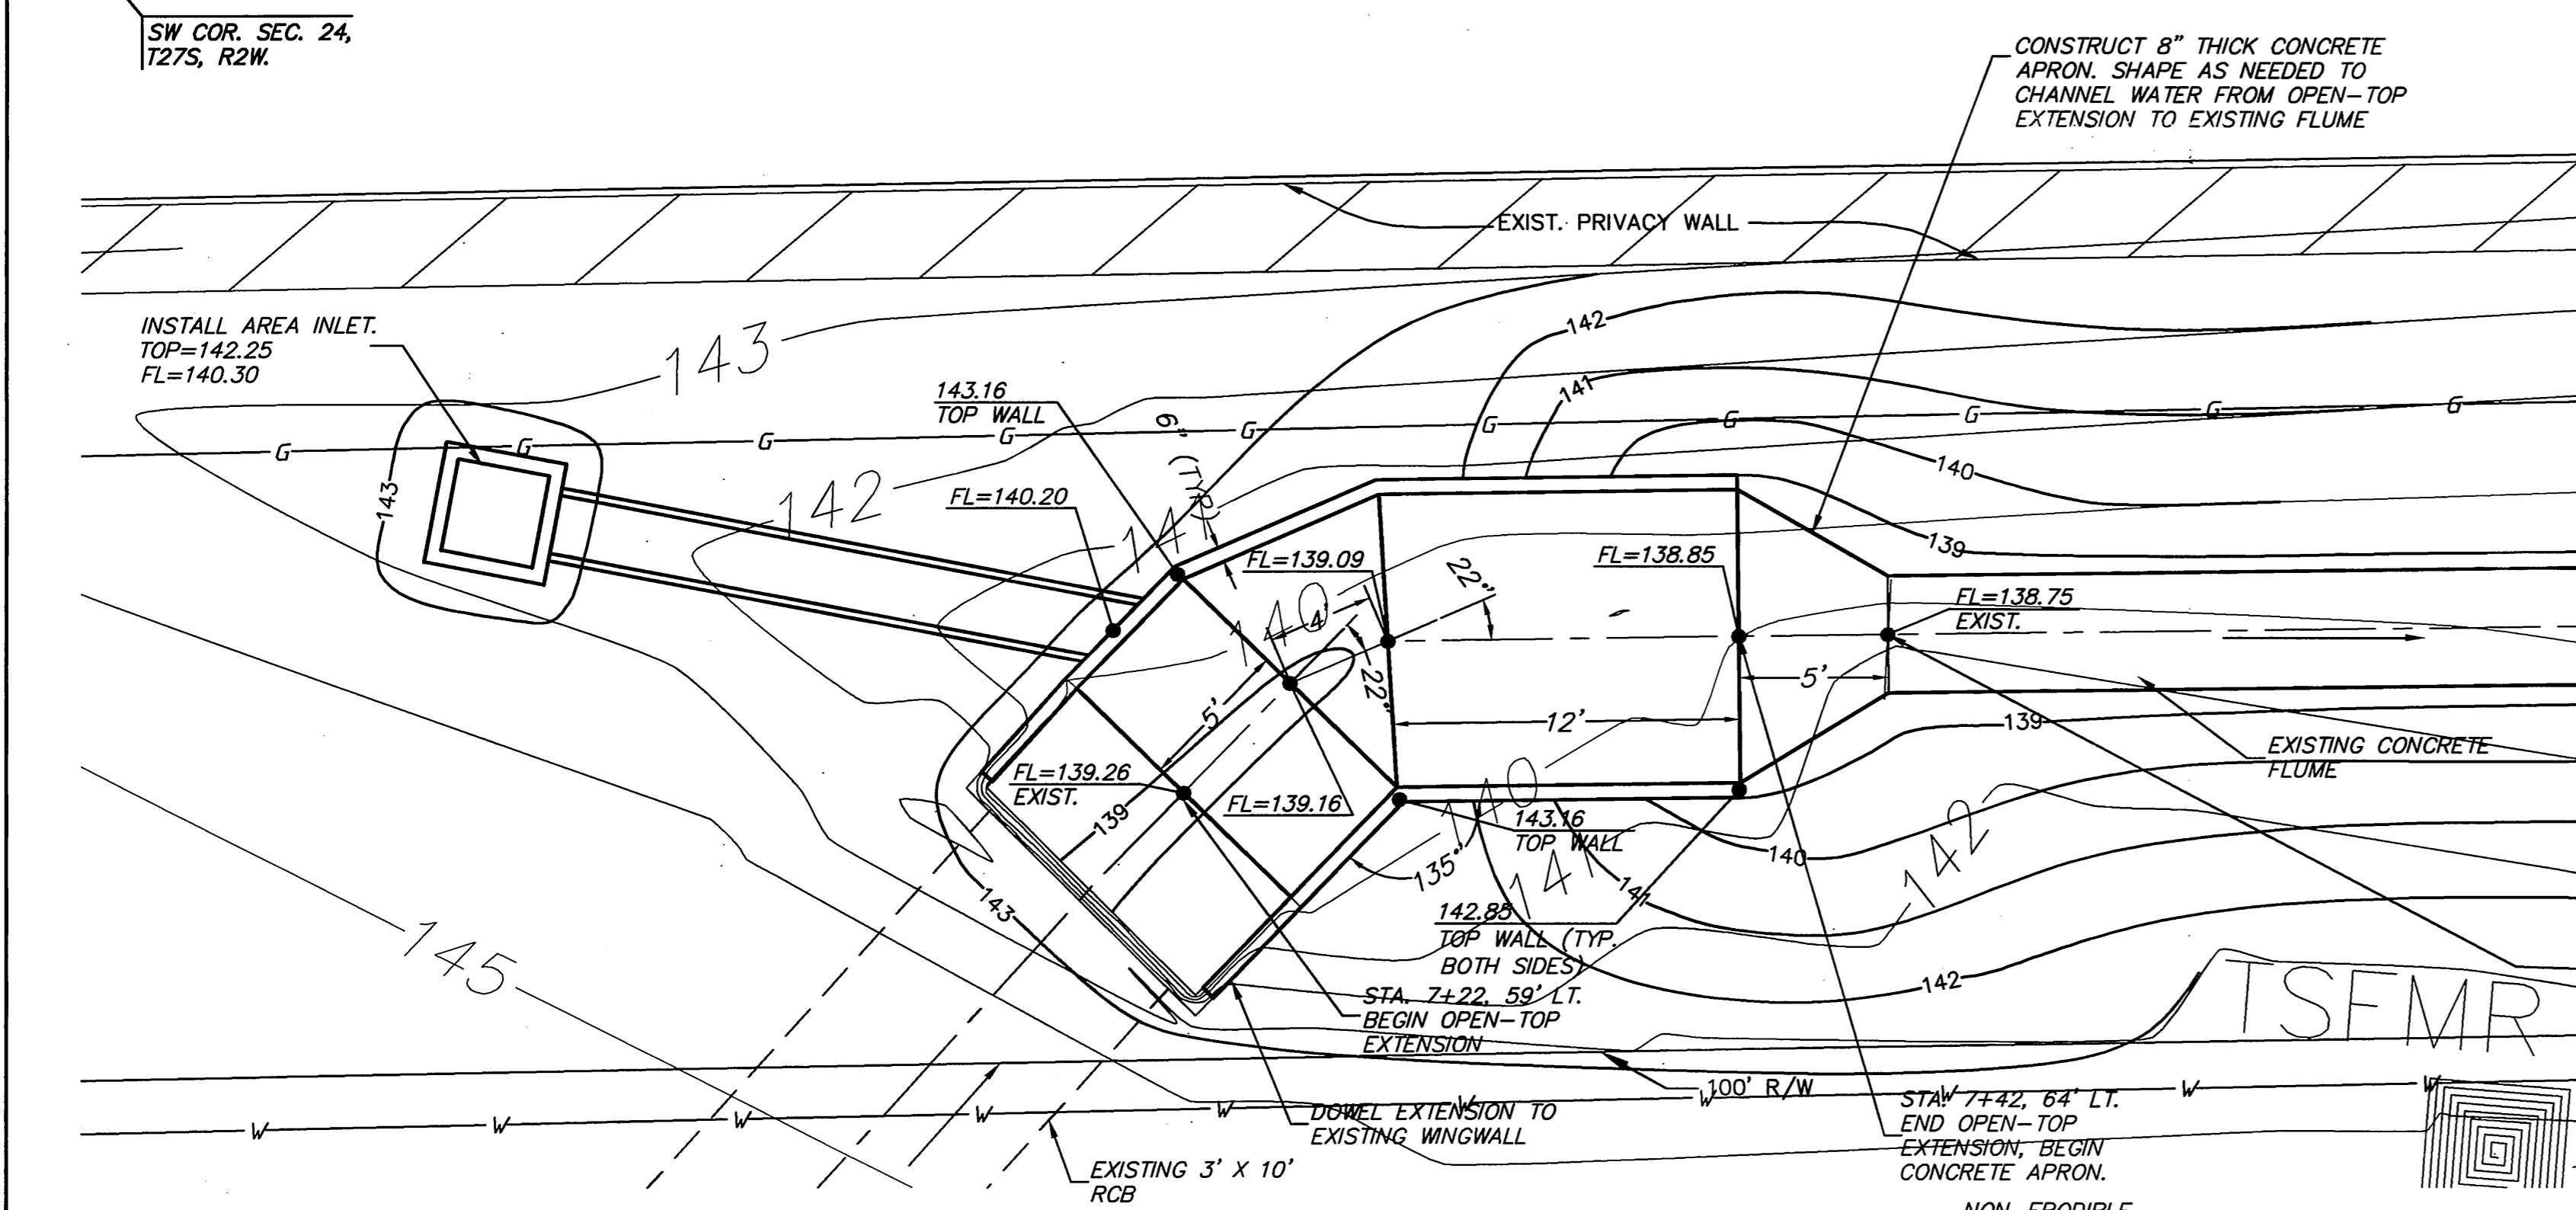 SW COR. SEC. 24,
T27S, R2W.
CONSTRUCT 8" THICK CONCRETE
APRON. SHAPE AS NEEDED TO
CHANNEL WATER FROM OPEN-TOP
EXTENSION TO EXISTING FLUME
EXIST. PRIVACY WALL
INSTALL AREA INLET.
TOP=142.25
FL=140.30
143
142
141
143.16
TOP WALL
6" (TYP)
G
G
G
G
G
G
G
G
G
G
140
143
142
FL=140.20
141
FL=139.09
22°
FL=138.85
139
FL=138.75
EXIST.
140
4'
22°
5'
5'
12'
139
EXISTING CONCRETE
FLUME
FL=139.26
EXIST.
FL=139.16
139
140
143.16
TOP WALL
135°
140
141
141
142
143
145
142.85
TOP WALL (TYP.
BOTH SIDES)
142
STA. 7+22, 59' LT.
BEGIN OPEN-TOP
EXTENSION
TSFMR
100' R/W
W
W
W
W
W
W
W
W
W
W
DOWEL EXTENSION TO
EXISTING WINGWALL
STA. 7+42, 64' LT.
END OPEN-TOP
EXTENSION, BEGIN
CONCRETE APRON.
EXISTING 3' X 10'
RCB